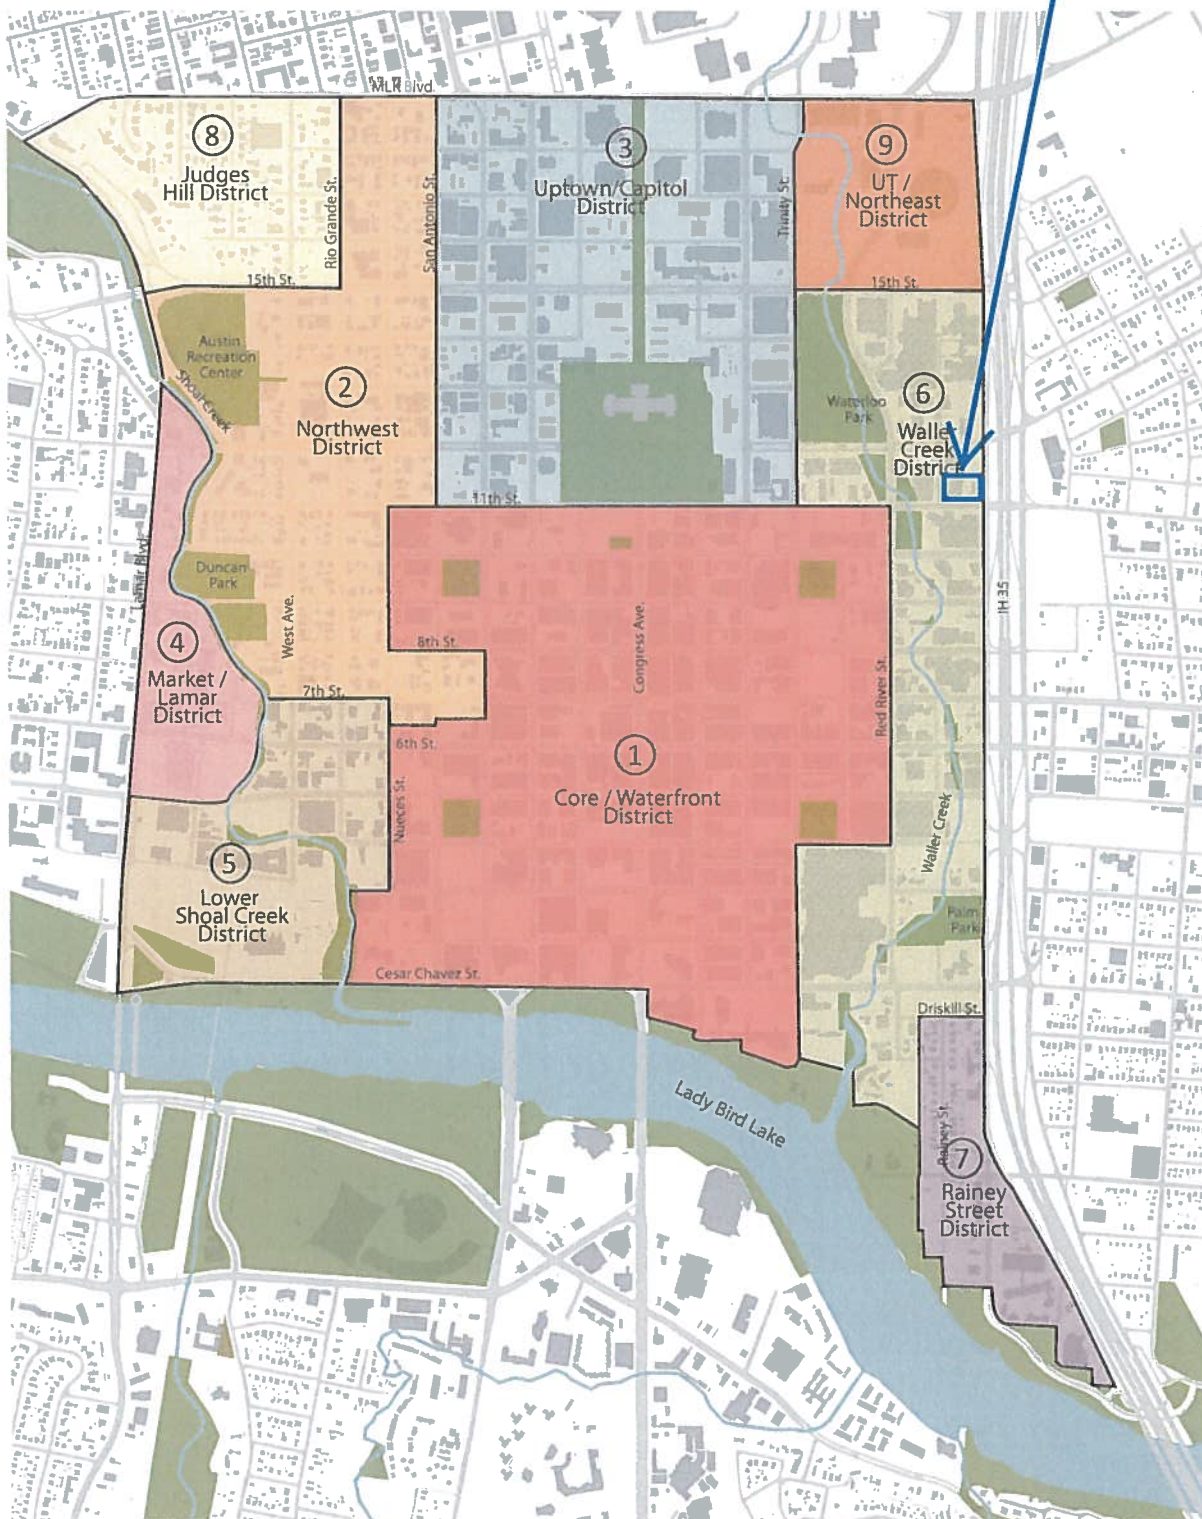 MLK Blvd.
8
Judges
Hill District
Rio Grande St.
San Antonio St.
3
Uptown/Capitol
District
Trinity St.
9
UT /
Northeast
District
15th St.
15th St.
Austin
Recreation
Center
Shoal Creek
2
Northwest
District
Waterloo
Park
6
Waller
Creek
District
11th St.
Lamar Blvd.
Duncan
Park
West Ave.
4
Market /
Lamar
District
8th St.
7th St.
6th St.
Nueces St.
Congress Ave.
Red River St.
IH 35
1
Core / Waterfront
District
Waller Creek
5
Lower
Shoal Creek
District
Palm
Park
Cesar Chavez St.
Driskill St.
Lady Bird Lake
Rainey St.
7
Rainey
Street
District